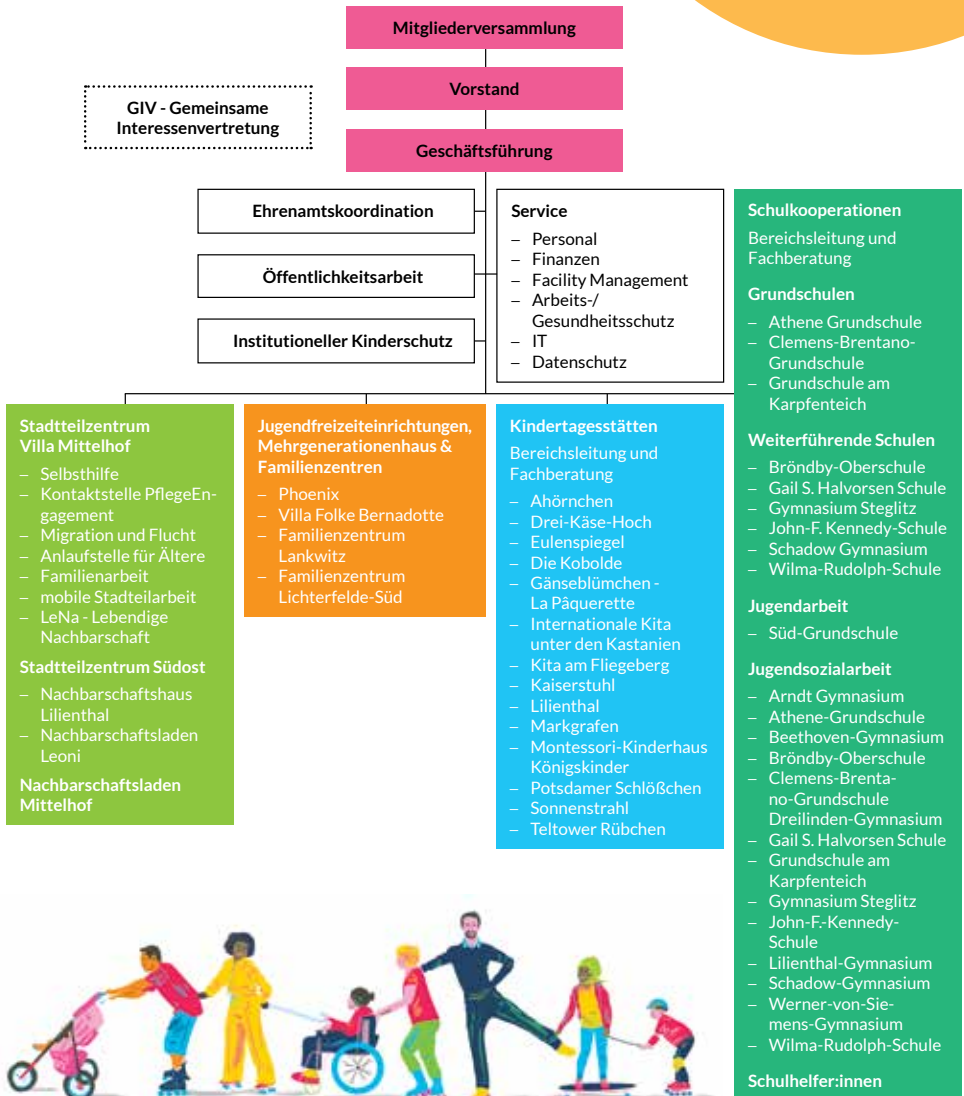 Mitgliederversammlung
Vorstand
GIV - Gemeinsame
Interessenvertretung
Geschäftsführung
Ehrenamtskoordination
Öffentlichkeitsarbeit
Institutioneller Kinderschutz
Service
– Personal
– Finanzen
– Facility Management
– Arbeits-/
Gesundheitsschutz
– IT
– Datenschutz
Stadtteilzentrum
Villa Mittelhof
– Selbsthilfe
– Kontaktstelle PflegeEn-
gagement
– Migration und Flucht
– Anlaufstelle für Ältere
– Familienarbeit
– mobile Stadteilarbeit
– LeNa - Lebendige
Nachbarschaft
Stadtteilzentrum Südost
– Nachbarschaftshaus
Lilienthal
– Nachbarschaftsladen
Leoni
Nachbarschaftsladen
Mittelhof
Jugendfreizeiteinrichtungen,
Mehrgenerationenhaus &
Familienzentren
– Phoenix
– Villa Folke Bernadotte
– Familienzentrum
Lankwitz
– Familienzentrum
Lichterfelde-Süd
Kindertagesstätten
Bereichsleitung und
Fachberatung
– Ahörnchen
– Drei-Käse-Hoch
– Eulenspiegel
– Die Kobolde
– Gänseblümchen -
La Pâquerette
– Internationale Kita
unter den Kastanien
– Kita am Fliegeberg
– Kaiserstuhl
– Lilienthal
– Markgrafen
– Montessori-Kinderhaus
Königskinder
– Potsdamer Schlößchen
– Sonnenstrahl
– Teltower Rübchen
Schulkooperationen
Bereichsleitung und
Fachberatung
Grundschulen
– Athene Grundschule
– Clemens-Brentano-
Grundschule
– Grundschule am
Karpfenteich
Weiterführende Schulen
– Bröndby-Oberschule
– Gail S. Halvorsen Schule
– Gymnasium Steglitz
– John-F. Kennedy-Schule
– Schadow Gymnasium
– Wilma-Rudolph-Schule
Jugendarbeit
– Süd-Grundschule
Jugendsozialarbeit
– Arndt Gymnasium
– Athene-Grundschule
– Beethoven-Gymnasium
– Bröndby-Oberschule
– Clemens-Brenta-
no-Grundschule
Dreilinden-Gymnasium
– Gail S. Halvorsen Schule
– Grundschule am
Karpfenteich
– Gymnasium Steglitz
– John-F.-Kennedy-
Schule
– Lilienthal-Gymnasium
– Schadow-Gymnasium
– Werner-von-Sie-
mens-Gymnasium
– Wilma-Rudolph-Schule
Schulhelfer:innen